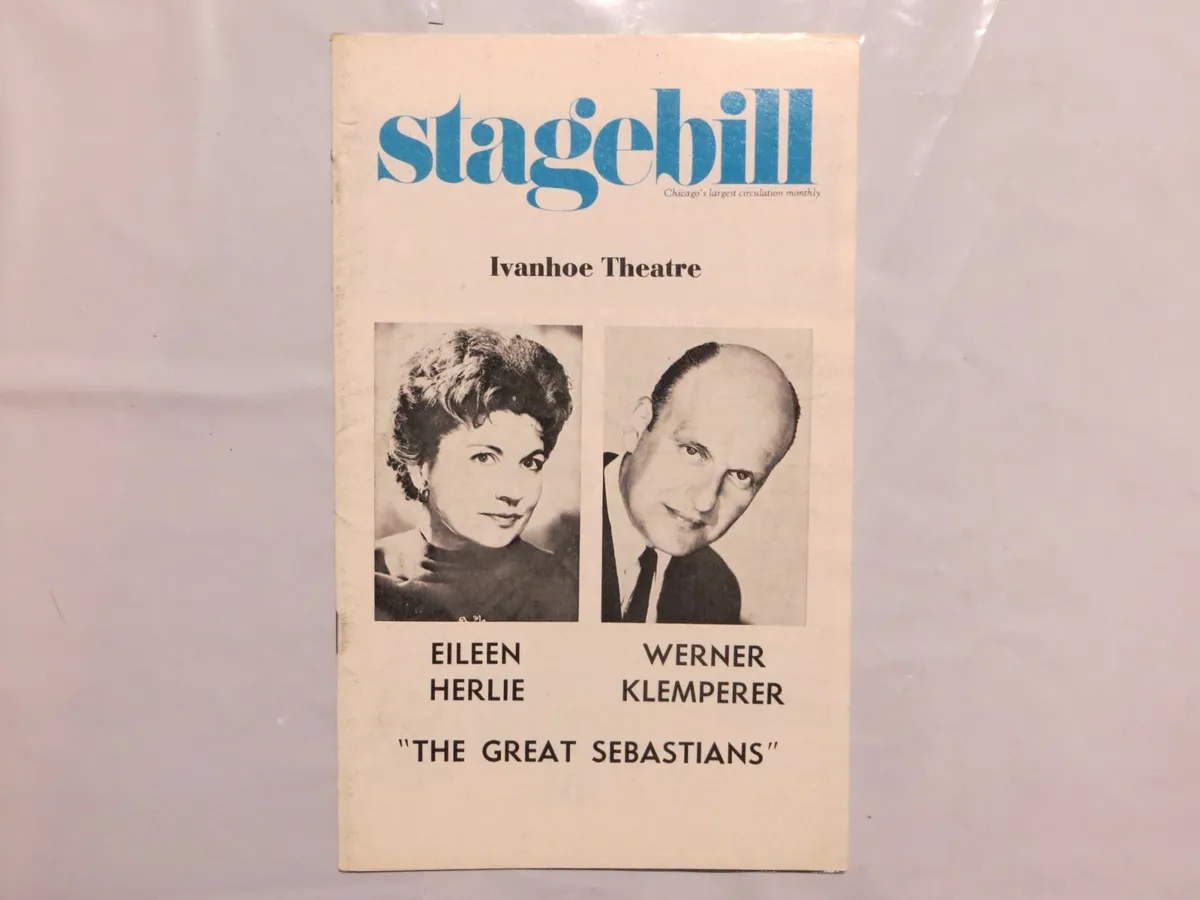 stagebill
Chicago's largest circulation monthly
Ivanhoe Theatre
EILEEN
HERLIE
WERNER
KLEMPERER
"THE GREAT SEBASTIANS"